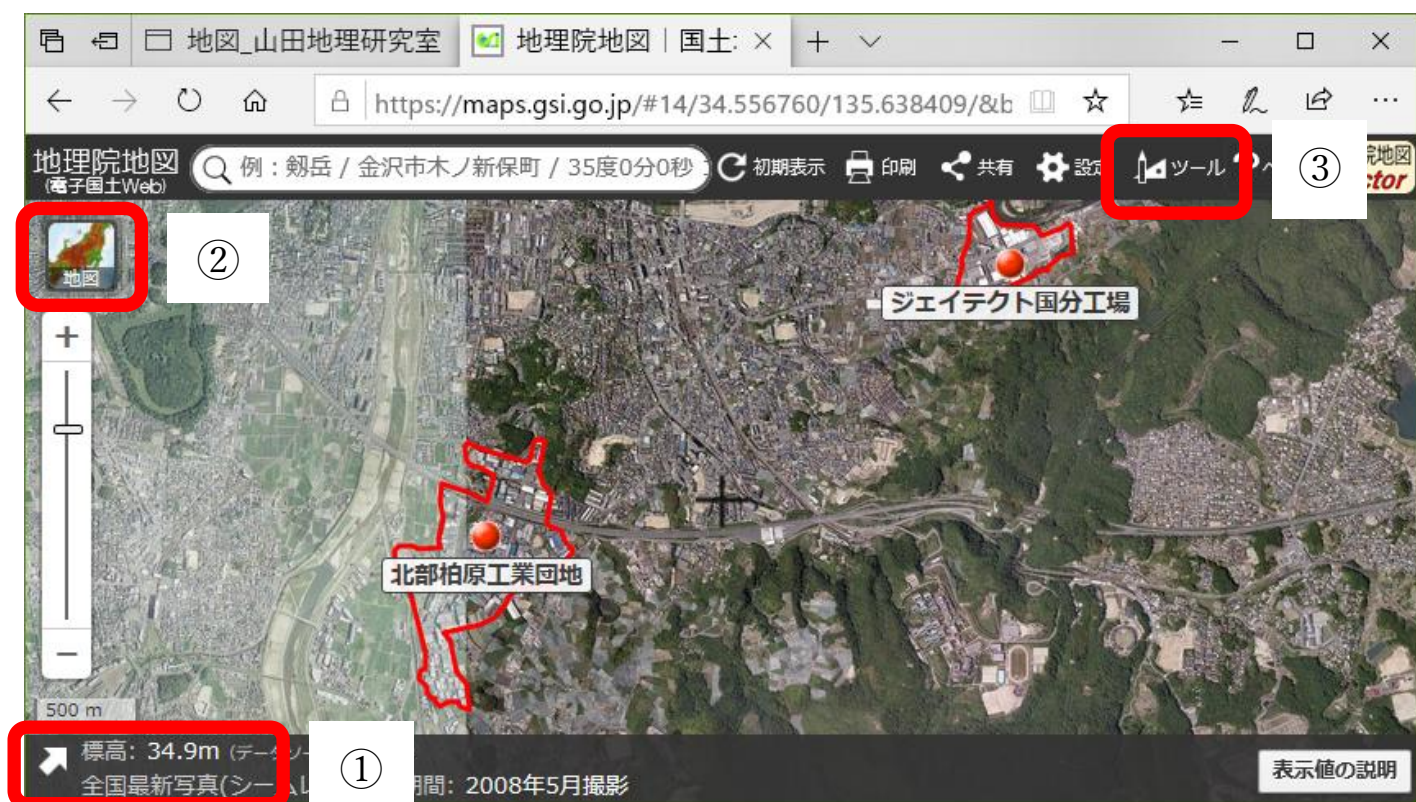 地図_山田地理研究室
地理院地図｜国土:
https://maps.gsi.go.jp/#14/34.556760/135.638409/&b
地理院地図
(電子国土Web)
例：剱岳 / 金沢市木ノ新保町 / 35度0分0秒
初期表示
印刷
共有
設定
ツール
③
地図
②
ジェイテクト国分工場
北部柏原工業団地
500 m
標高: 34.9m
①
全国最新写真(シーム
期間: 2008年5月撮影
表示値の説明